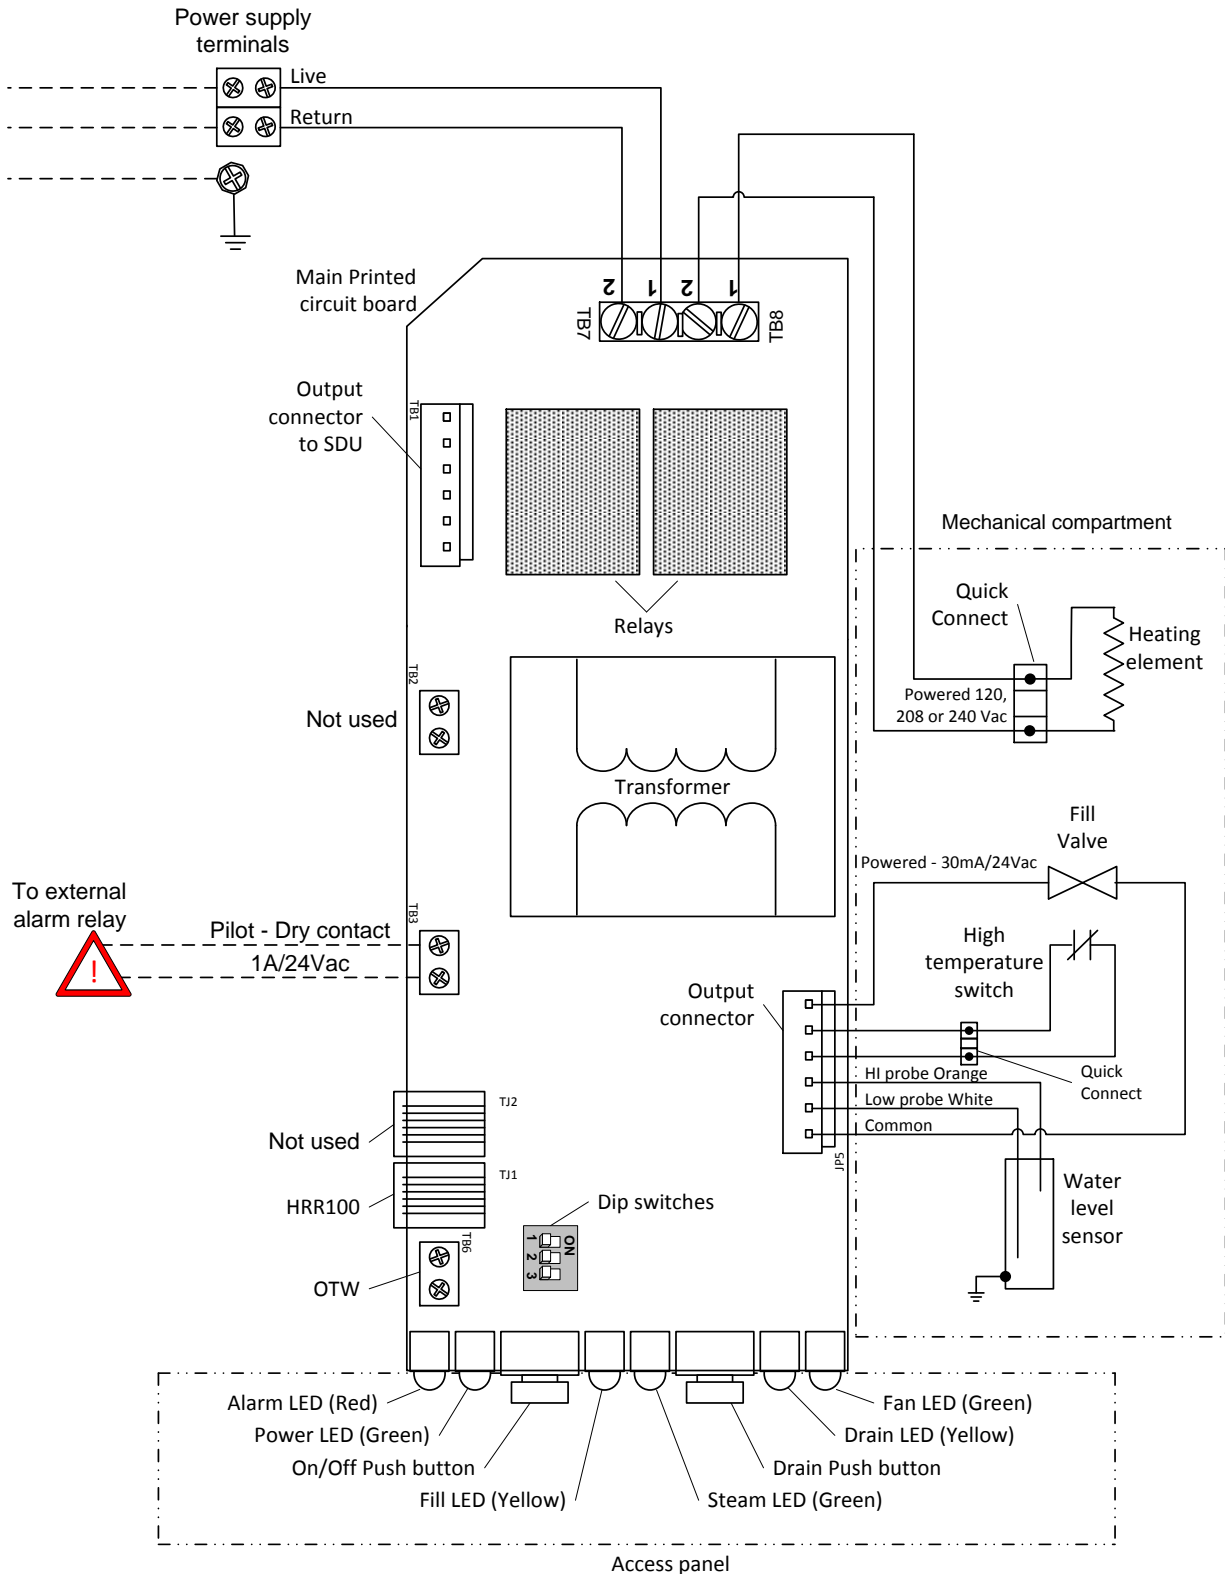 Power supply
terminals
Live
Return
Main Printed
circuit board
2 1 2 1
TB7
TB8
Output
connector
to SDU
TB1
Relays
Mechanical compartment
Quick
Connect
Heating
element
Powered 120,
208 or 240 Vac
TB2
Not used
Transformer
Fill
Valve
Powered - 30mA/24Vac
To external
alarm relay
!
Pilot - Dry contact
1A/24Vac
TB3
High
temperature
switch
Output
connector
Quick
Connect
HI probe Orange
Low probe White
Common
JP5
Water
level
sensor
Not used
TJ2
HRR100
TJ1
Dip switches
ON
1
2
3
TB6
OTW
Alarm LED (Red)
Fan LED (Green)
Power LED (Green)
Drain LED (Yellow)
On/Off Push button
Drain Push button
Fill LED (Yellow)
Steam LED (Green)
Access panel